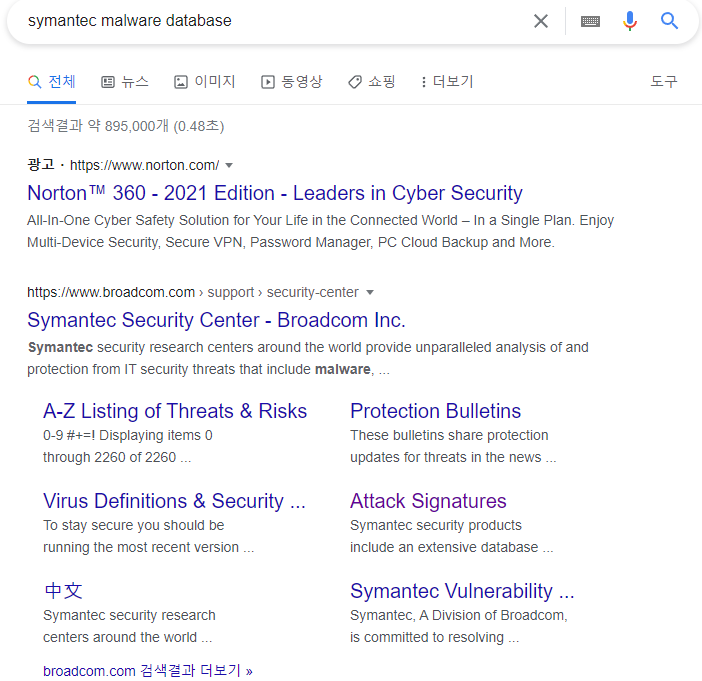 symantec malware database
전체 뉴스 이미지 동영상 쇼핑 더보기 도구
검색결과 약 895,000개 (0.48초)
광고 · https://www.norton.com/
Norton™ 360 - 2021 Edition - Leaders in Cyber Security
All-In-One Cyber Safety Solution for Your Life in the Connected World – In a Single Plan. Enjoy
Multi-Device Security, Secure VPN, Password Manager, PC Cloud Backup and More.
https://www.broadcom.com › support › security-center
Symantec Security Center - Broadcom Inc.
Symantec security research centers around the world provide unparalleled analysis of and
protection from IT security threats that include malware, ...
A-Z Listing of Threats & Risks
0-9 #+=! Displaying items 0
through 2260 of 2260 ...
Protection Bulletins
These bulletins share protection
updates for threats in the news ...
Virus Definitions & Security ...
To stay secure you should be
running the most recent version ...
Attack Signatures
Symantec security products
include an extensive database ...
中文
Symantec security research
centers around the world ...
Symantec Vulnerability ...
Symantec, A Division of Broadcom,
is committed to resolving ...
broadcom.com 검색결과 더보기 »